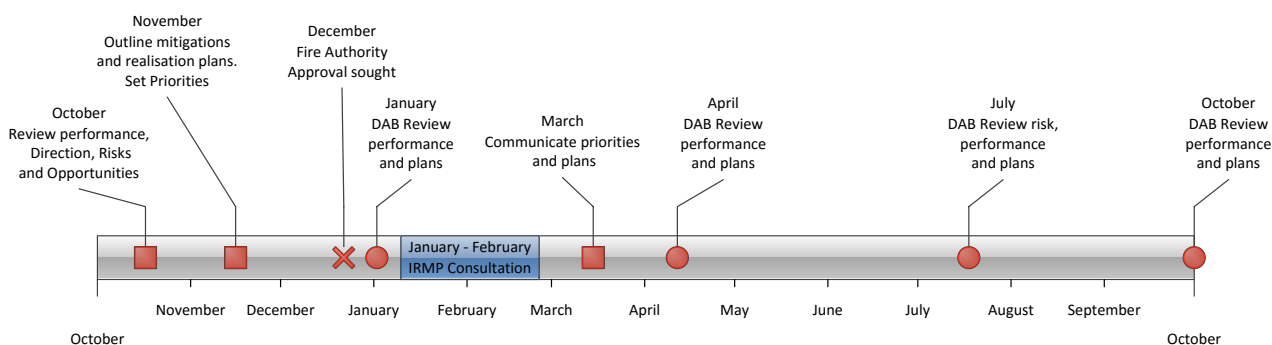 November
Outline mitigations
and realisation plans.
Set Priorities
December
Fire Authority
Approval sought
October
Review performance,
Direction, Risks
and Opportunities
January
DAB Review
performance
and plans
March
Communicate priorities
and plans
April
DAB Review
performance
and plans
July
DAB Review risk,
performance
and plans
October
DAB Review
performance
and plans
January - February
IRMP Consultation
November
December
January
February
March
April
May
June
July
August
September
October
October